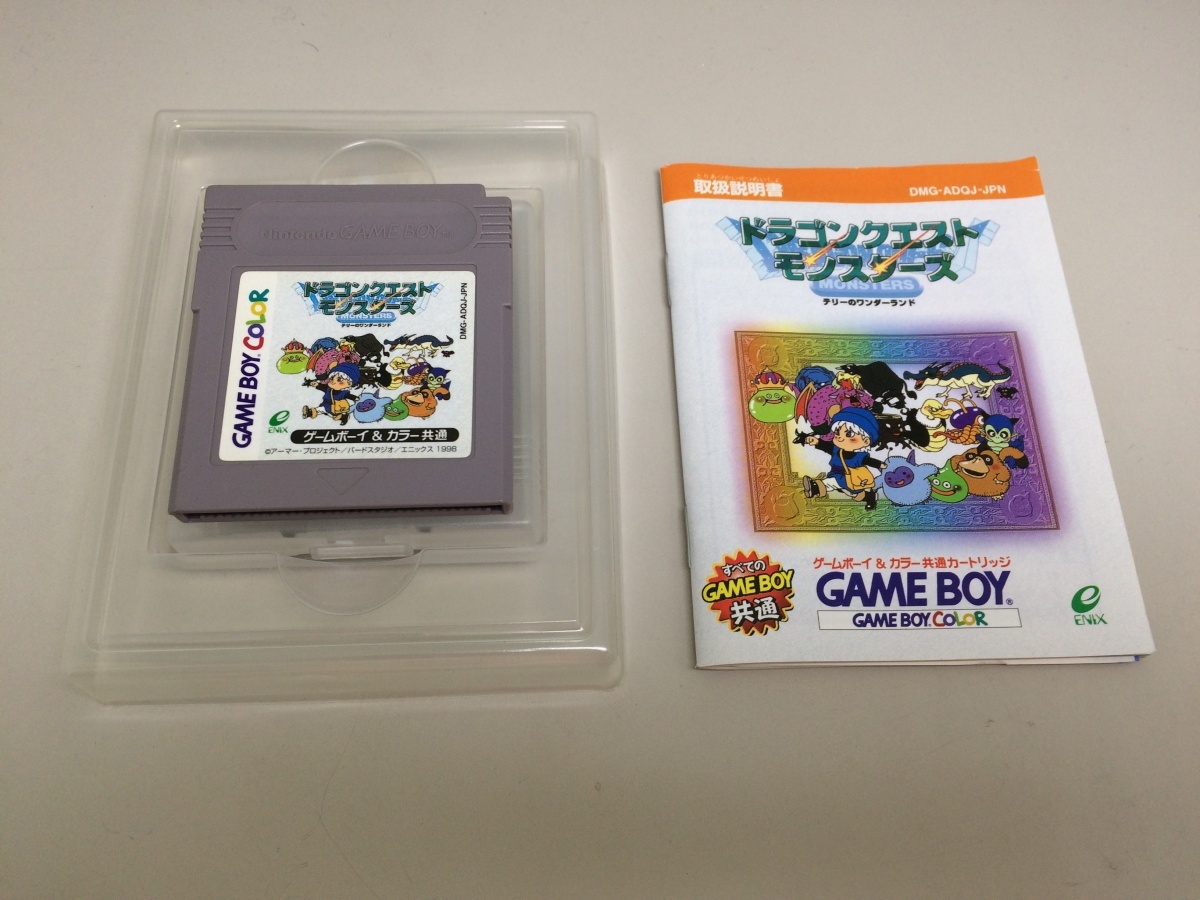 Nintendo GAME BOY
GAME BOY COLOR
ドラゴンクエスト
モンスターズ
MONSTERS
テリーのワンダーランド
DMG-ADQJ-JPN
ENIX
ゲームボーイ & カラー共通
©アーマー・プロジェクト/バードスタジオ/エニックス 1998
取扱説明書
DMG-ADQJ-JPN
ドラゴンクエスト
モンスターズ
MONSTERS
テリーのワンダーランド
すべての
GAME BOY
共通
ゲームボーイ & カラー共通カートリッジ
GAME BOY®
GAME BOY COLOR
ENIX